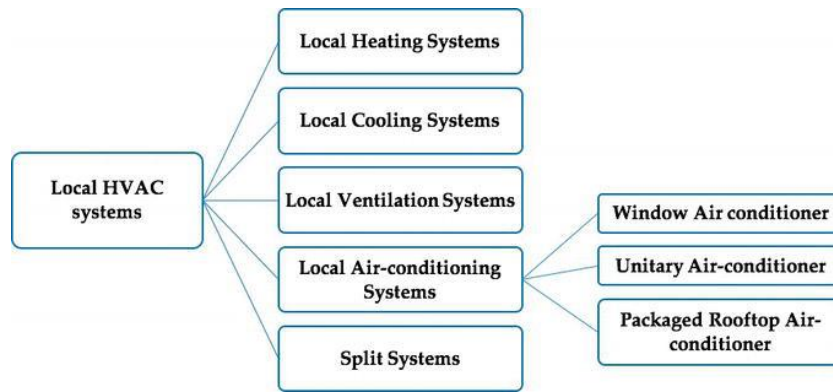 Local HVAC
systems
Local Heating Systems
Local Cooling Systems
Local Ventilation Systems
Local Air-conditioning
Systems
Split Systems
Window Air conditioner
Unitary Air-conditioner
Packaged Rooftop Air-
conditioner